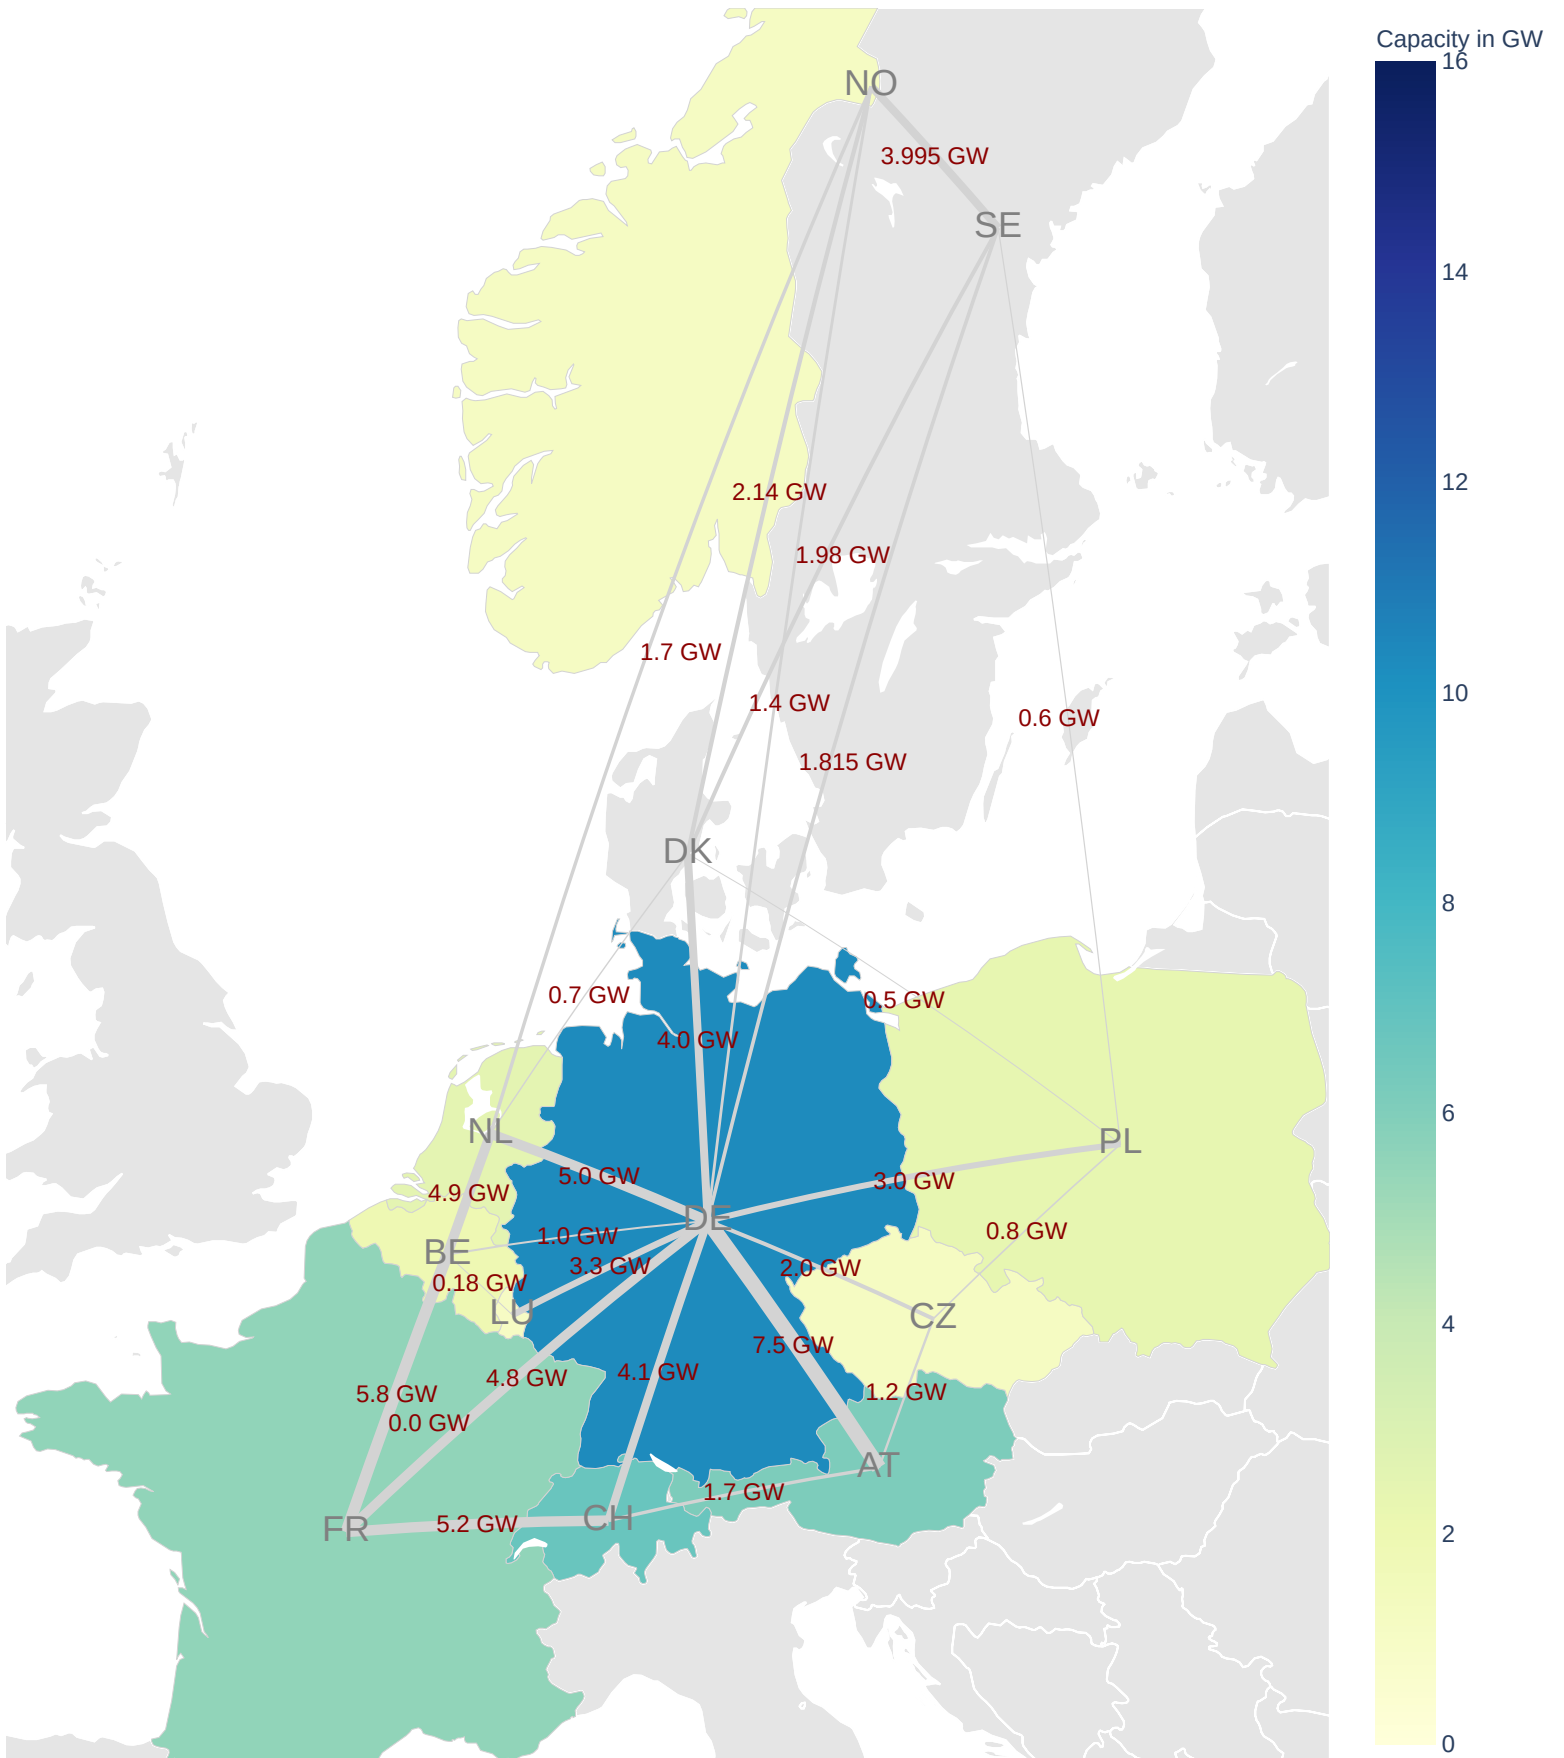 Capacity in GW
16
NO
3.995 GW
SE
14
12
2.14 GW
1.98 GW
1.7 GW
10
1.4 GW
0.6 GW
1.815 GW
DK
8
0.7 GW
0.5 GW
4.0 GW
6
NL
PL
5.0 GW
3.0 GW
4.9 GW
DE
0.8 GW
1.0 GW
BE
3.3 GW
2.0 GW
0.18 GW
LU
CZ
4
7.5 GW
4.1 GW
4.8 GW
5.8 GW
1.2 GW
0.0 GW
AT
1.7 GW
CH
5.2 GW
FR
2
0